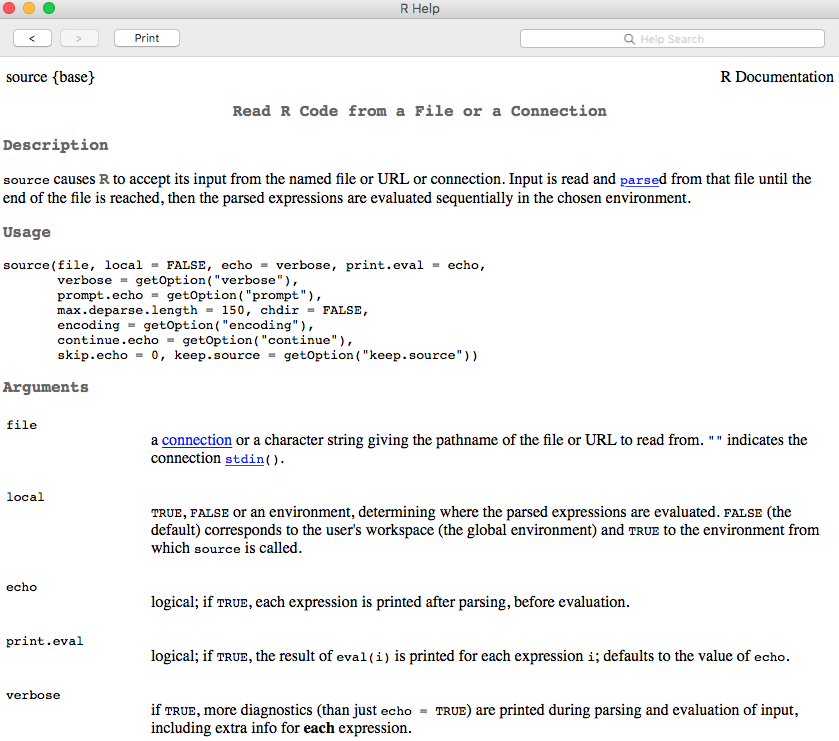 R Help
< > Print Help Search
source {base} R Documentation
Read R Code from a File or a Connection
Description
source causes R to accept its input from the named file or URL or connection. Input is read and parsed from that file until the
end of the file is reached, then the parsed expressions are evaluated sequentially in the chosen environment.
Usage
source(file, local = FALSE, echo = verbose, print.eval = echo,
verbose = getOption("verbose"),
prompt.echo = getOption("prompt"),
max.deparse.length = 150, chdir = FALSE,
encoding = getOption("encoding"),
continue.echo = getOption("continue"),
skip.echo = 0, keep.source = getOption("keep.source"))
Arguments
file
a connection or a character string giving the pathname of the file or URL to read from. "" indicates the
connection stdin().
local
TRUE, FALSE or an environment, determining where the parsed expressions are evaluated. FALSE (the
default) corresponds to the user's workspace (the global environment) and TRUE to the environment from
which source is called.
echo
logical; if TRUE, each expression is printed after parsing, before evaluation.
print.eval
logical; if TRUE, the result of eval(i) is printed for each expression i; defaults to the value of echo.
verbose
if TRUE, more diagnostics (than just echo = TRUE) are printed during parsing and evaluation of input,
including extra info for each expression.